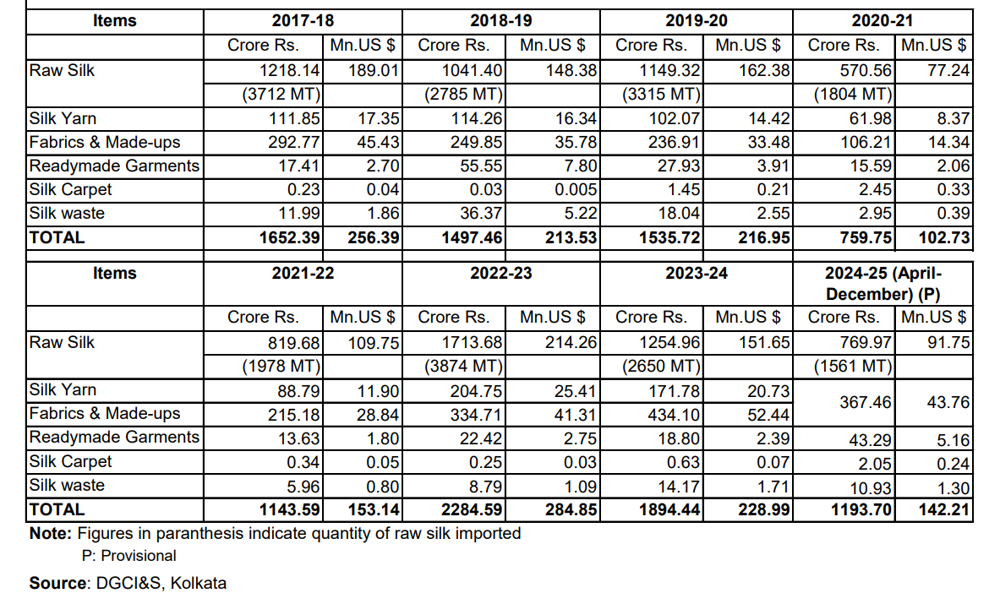 Items 2017-18 2018-19 2019-20 2020-21
Crore Rs. Mn.US $ Crore Rs. Mn.US $ Crore Rs. Mn.US $ Crore Rs. Mn.US $
Raw Silk 1218.14 189.01 1041.40 148.38 1149.32 162.38 570.56 77.24
(3712 MT) (2785 MT) (3315 MT) (1804 MT)
Silk Yarn 111.85 17.35 114.26 16.34 102.07 14.42 61.98 8.37
Fabrics & Made-ups 292.77 45.43 249.85 35.78 236.91 33.48 106.21 14.34
Readymade Garments 17.41 2.70 55.55 7.80 27.93 3.91 15.59 2.06
Silk Carpet 0.23 0.04 0.03 0.005 1.45 0.21 2.45 0.33
Silk waste 11.99 1.86 36.37 5.22 18.04 2.55 2.95 0.39
TOTAL 1652.39 256.39 1497.46 213.53 1535.72 216.95 759.75 102.73
Items 2021-22 2022-23 2023-24 2024-25 (April-
December) (P)
Crore Rs. Mn.US $ Crore Rs. Mn.US $ Crore Rs. Mn.US $ Crore Rs. Mn.US $
Raw Silk 819.68 109.75 1713.68 214.26 1254.96 151.65 769.97 91.75
(1978 MT) (3874 MT) (2650 MT) (1561 MT)
Silk Yarn 88.79 11.90 204.75 25.41 171.78 20.73
367.46 43.76
Fabrics & Made-ups 215.18 28.84 334.71 41.31 434.10 52.44
Readymade Garments 13.63 1.80 22.42 2.75 18.80 2.39 43.29 5.16
Silk Carpet 0.34 0.05 0.25 0.03 0.63 0.07 2.05 0.24
Silk waste 5.96 0.80 8.79 1.09 14.17 1.71 10.93 1.30
TOTAL 1143.59 153.14 2284.59 284.85 1894.44 228.99 1193.70 142.21
Note: Figures in paranthesis indicate quantity of raw silk imported
P: Provisional
Source: DGCI&S, Kolkata